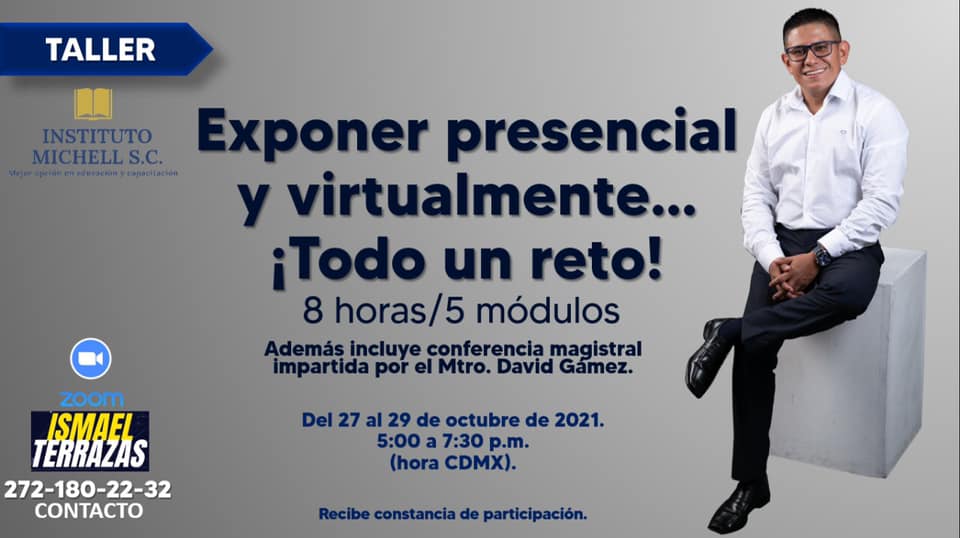 TALLER
INSTITUTO
MICHELL S.C.
Mejor opción en educación y capacitación
Exponer presencial
y virtualmente...
¡Todo un reto!
8 horas/5 módulos
Además incluye conferencia magistral
impartida por el Mtro. David Gámez.
Del 27 al 29 de octubre de 2021.
5:00 a 7:30 p.m.
(hora CDMX).
Recibe constancia de participación.
zoom
ISMAEL
TERRAZAS
272-180-22-32
CONTACTO